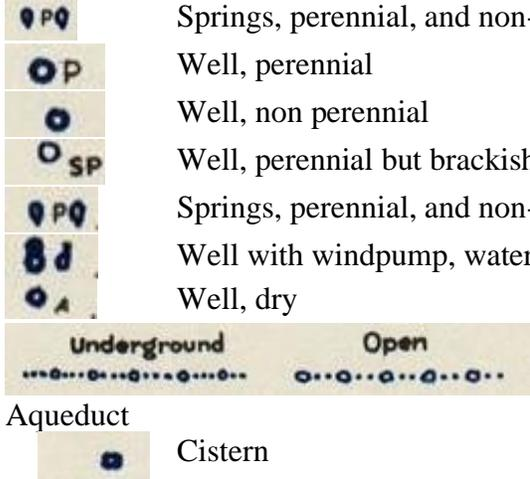 P Springs, perennial, and non-
P Well, perennial
Well, non perennial
SP Well, perennial but brackish
P Springs, perennial, and non-
Well with windpump, water
A Well, dry
Underground Open
Aqueduct
Cistern